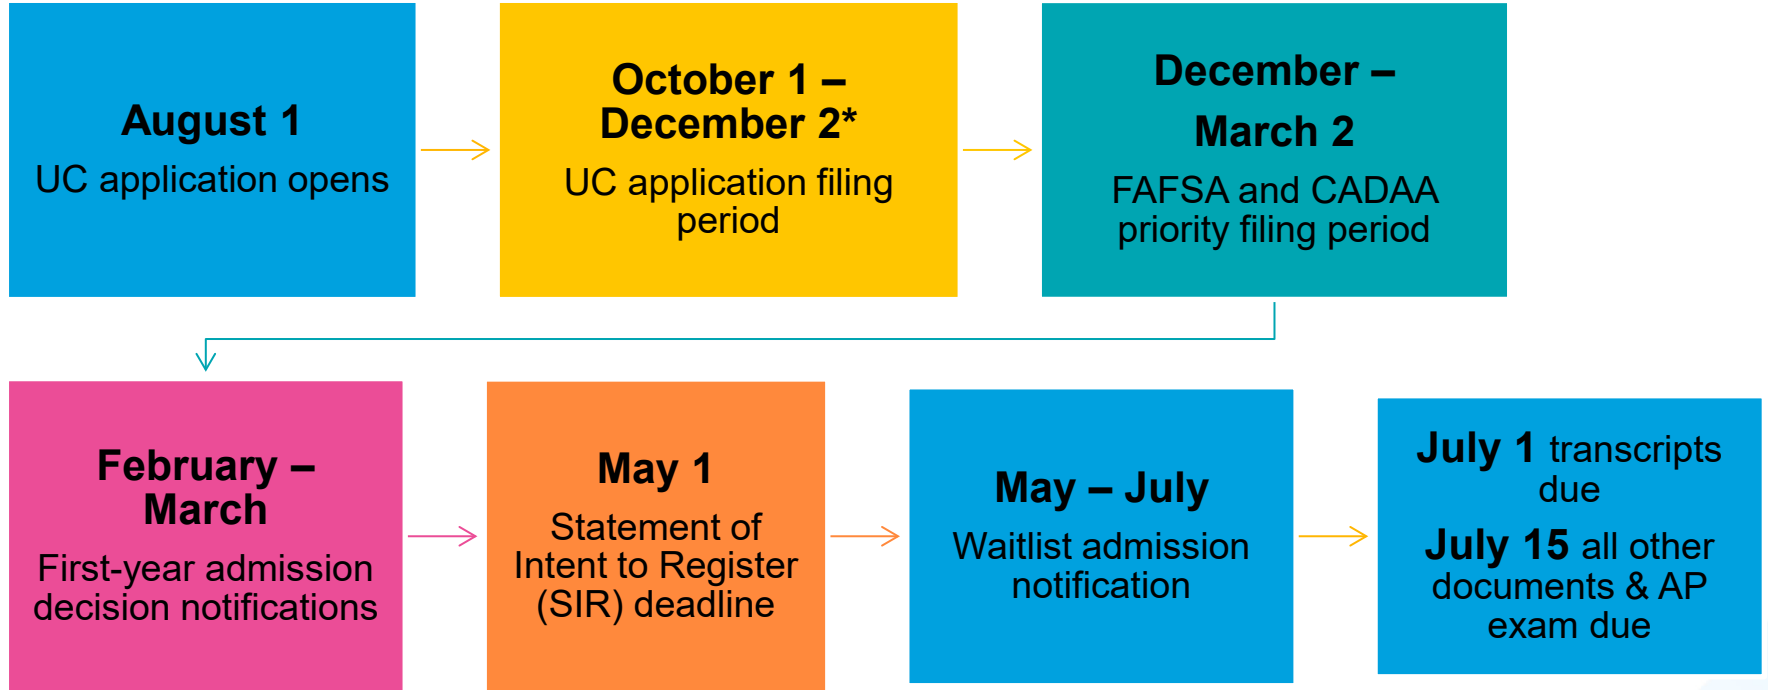 August 1
UC application opens
October 1 –
December 2*
UC application filing
period
December –
March 2
FAFSA and CADAA
priority filing period
February –
March
First-year admission
decision notifications
May 1
Statement of
Intent to Register
(SIR) deadline
May – July
Waitlist admission
notification
July 1 transcripts
due
July 15 all other
documents & AP
exam due